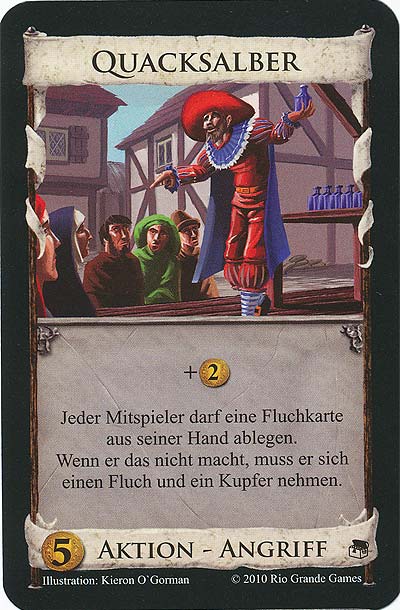 QUACKSALBER
+2
Jeder Mitspieler darf eine Fluchkarte
aus seiner Hand ablegen.
Wenn er das nicht macht, muss er sich
einen Fluch und ein Kupfer nehmen.
5 AKTION - ANGRIFF
Illustration: Kieron O`Gorman © 2010 Rio Grande Games